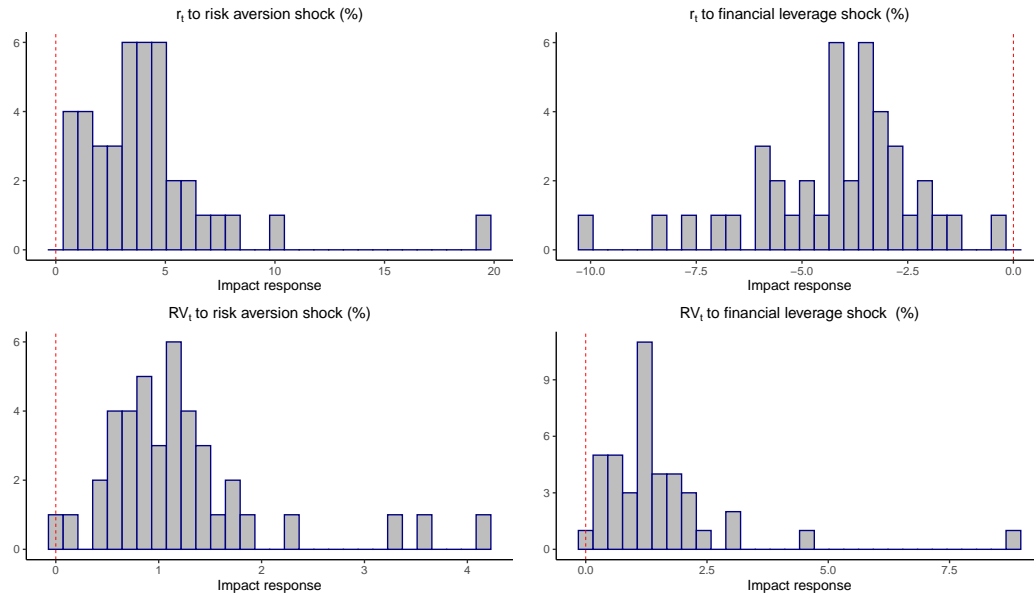 r_t to risk aversion shock (%)
6
4
2
0
0 5 10 15 20
Impact response
r_t to financial leverage shock (%)
6
4
2
0
−10.0 −7.5 −5.0 −2.5 0.0
Impact response
RV_t to risk aversion shock (%)
6
4
2
0
0 1 2 3 4
Impact response
RV_t to financial leverage shock (%)
9
6
3
0
0.0 2.5 5.0 7.5
Impact response